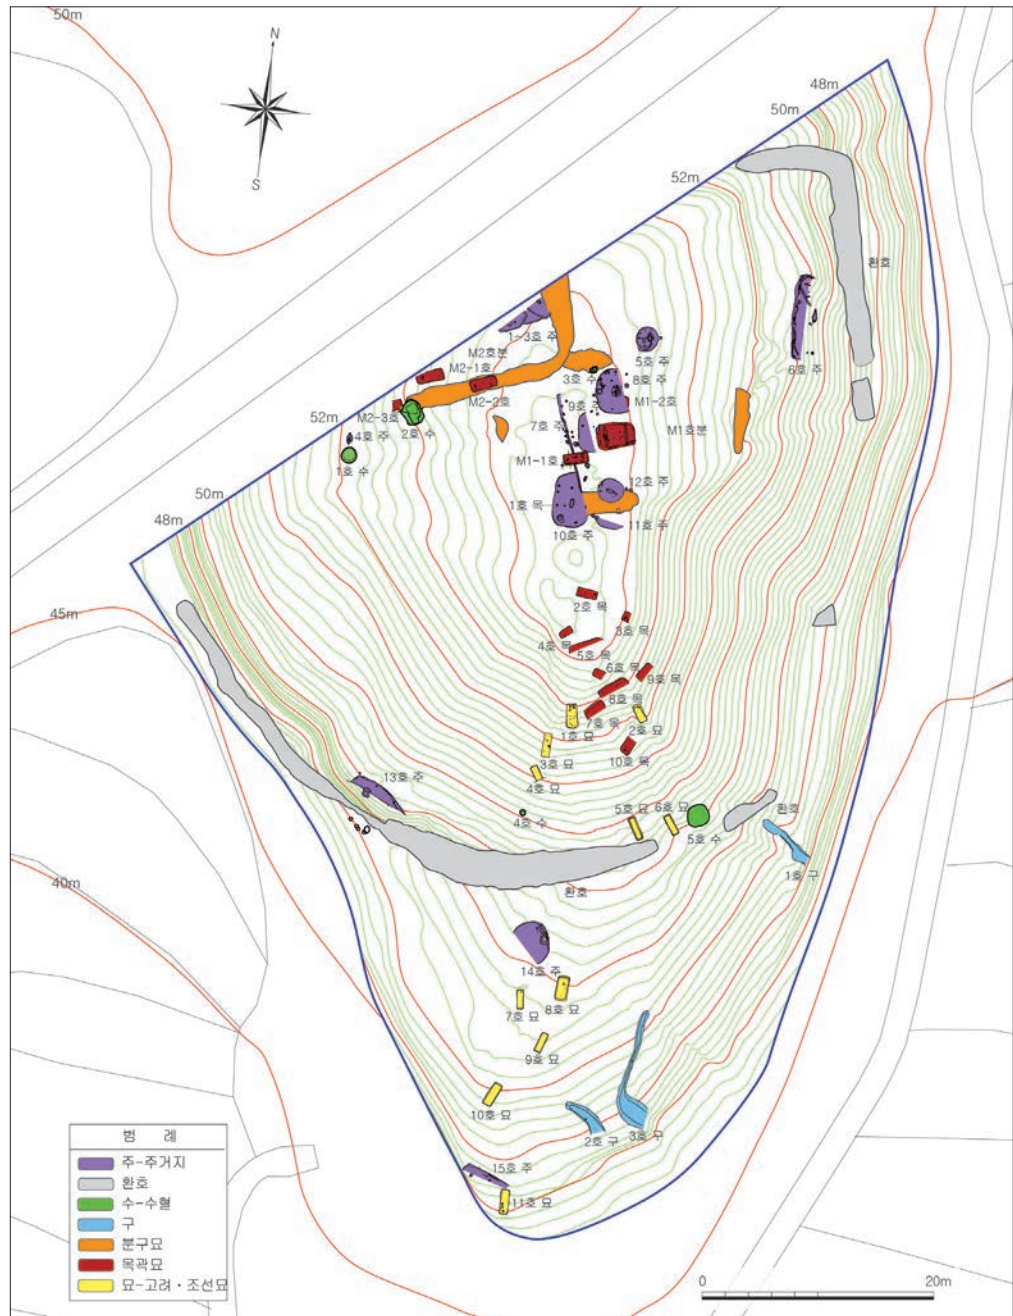 50m
N
S
48m
50m
52m
환호
1~3호 주
M2호분
M2-1호
5호 주
6호 주
3호 수
8호 주
M2-2호
9호 주
M1-2호
M2-3호
52m
4호 주
2호 수
7호 주
M1호분
1호 수
M1-1호
12호 주
50m
1호 목
48m
11호 주
10호 주
2호 목
45m
3호 목
4호 목
5호 목
6호 목
9호 목
8호 목
7호 목
2호 묘
1호 묘
3호 묘
10호 목
13호 주
4호 묘
5호 묘
6호 묘
환호
4호 수
5호 수
1호 구
40m
환호
14호 주
7호 묘
8호 묘
9호 묘
10호 묘
2호 구
3호 구
15호 주
11호 묘
범 례
주-주거지
환호
수-수혈
구
분구묘
목곽묘
묘-고려·조선묘
0
20m